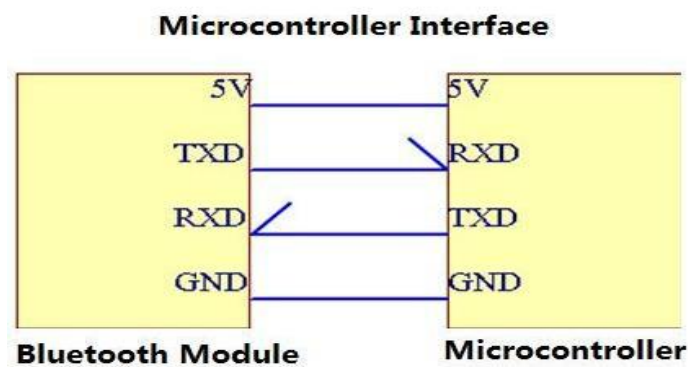 Microcontroller Interface
5V 5V
TXD RXD
RXD TXD
GND GND
Bluetooth Module Microcontroller